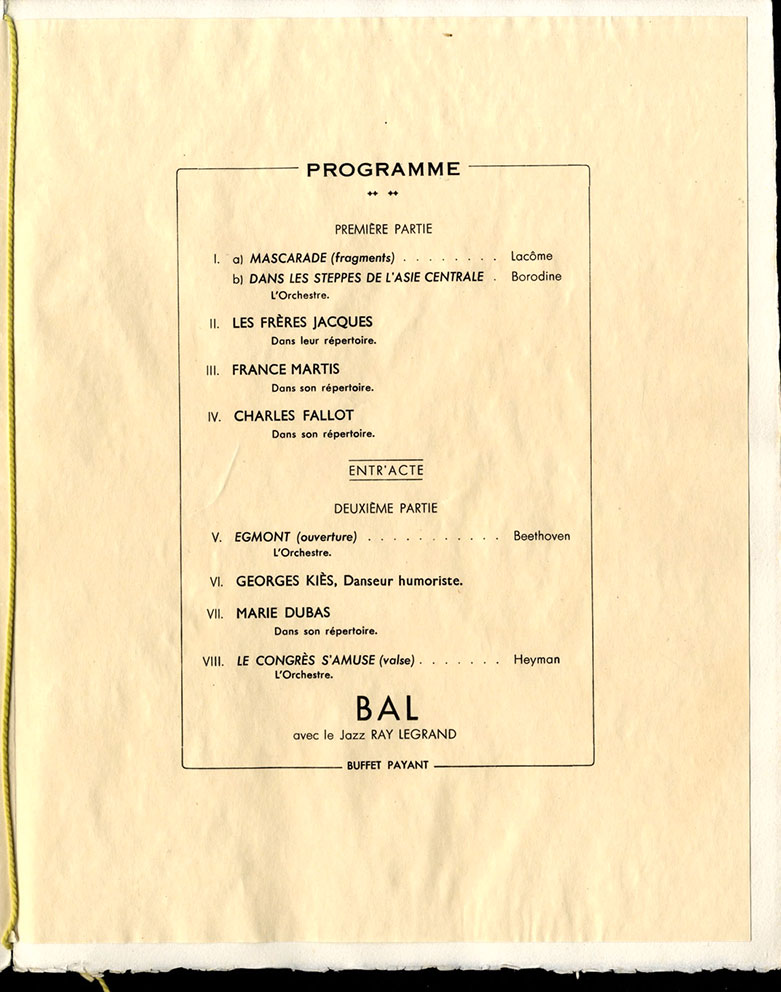 PROGRAMME
PREMIÈRE PARTIE
I. a) MASCARADE (fragments) . . . . . . . . Lacôme
b) DANS LES STEPPES DE L'ASIE CENTRALE . Borodine
L'Orchestre.
II. LES FRÈRES JACQUES
Dans leur répertoire.
III. FRANCE MARTIS
Dans son répertoire.
IV. CHARLES FALLOT
Dans son répertoire.
ENTR'ACTE
DEUXIÈME PARTIE
V. EGMONT (ouverture) . . . . . . . . . . . Beethoven
L'Orchestre.
VI. GEORGES KIÈS, Danseur humoriste.
VII. MARIE DUBAS
Dans son répertoire.
VIII. LE CONGRÈS S'AMUSE (valse) . . . . . . . Heyman
L'Orchestre.
BAL
avec le Jazz RAY LEGRAND
BUFFET PAYANT